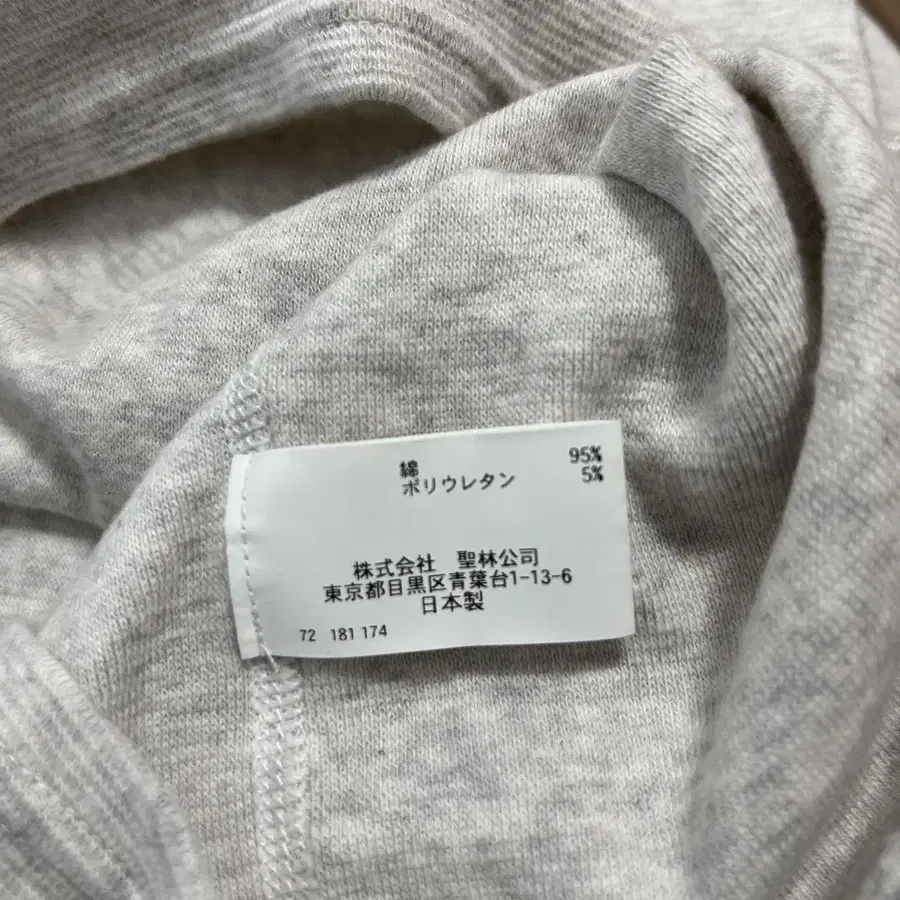 綿 95%
ポリウレタン 5%
株式会社 聖林公司
東京都目黒区青葉台1-13-6
日本製
72 181 174